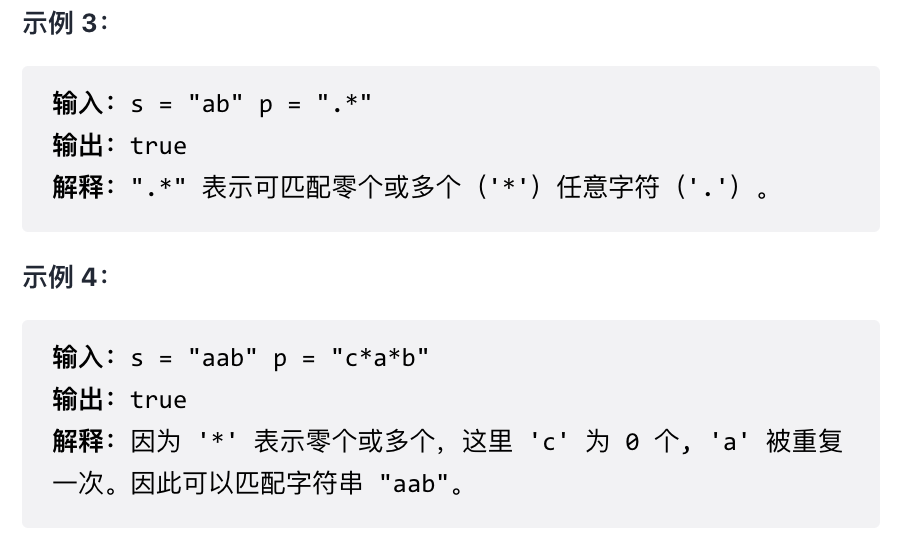 示例 3：
输入：s = "ab" p = ".*"
输出：true
解释：".*" 表示可匹配零个或多个（'*'）任意字符（'.'）。
示例 4：
输入：s = "aab" p = "c*a*b"
输出：true
解释：因为 '*' 表示零个或多个，这里 'c' 为 0 个, 'a' 被重复
一次。因此可以匹配字符串 "aab"。